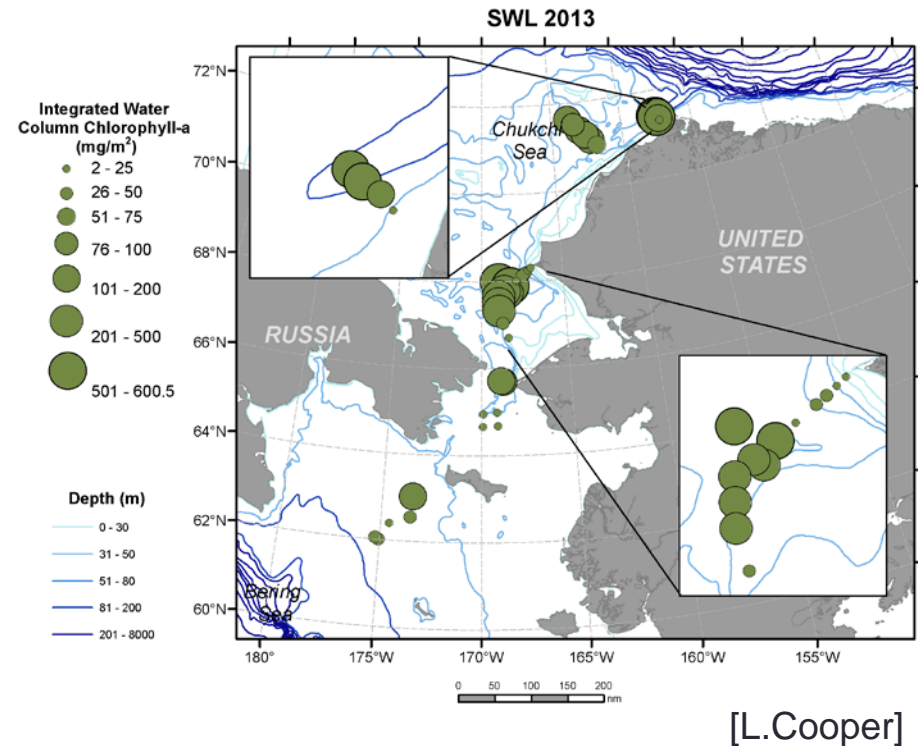 SWL 2013
Integrated Water
Column Chlorophyll-a
(mg/m²)
2 - 25
26 - 50
51 - 75
76 - 100
101 - 200
201 - 500
501 - 600.5
Depth (m)
0 - 30
31 - 50
51 - 80
81 - 200
201 - 8000
72°N
70°N
68°N
66°N
64°N
62°N
60°N
Chukchi
Sea
UNITED
STATES
RUSSIA
Bering
Sea
180° 175°W 170°W 165°W 160°W 155°W
0 50 100 150 200
nm
[L.Cooper]